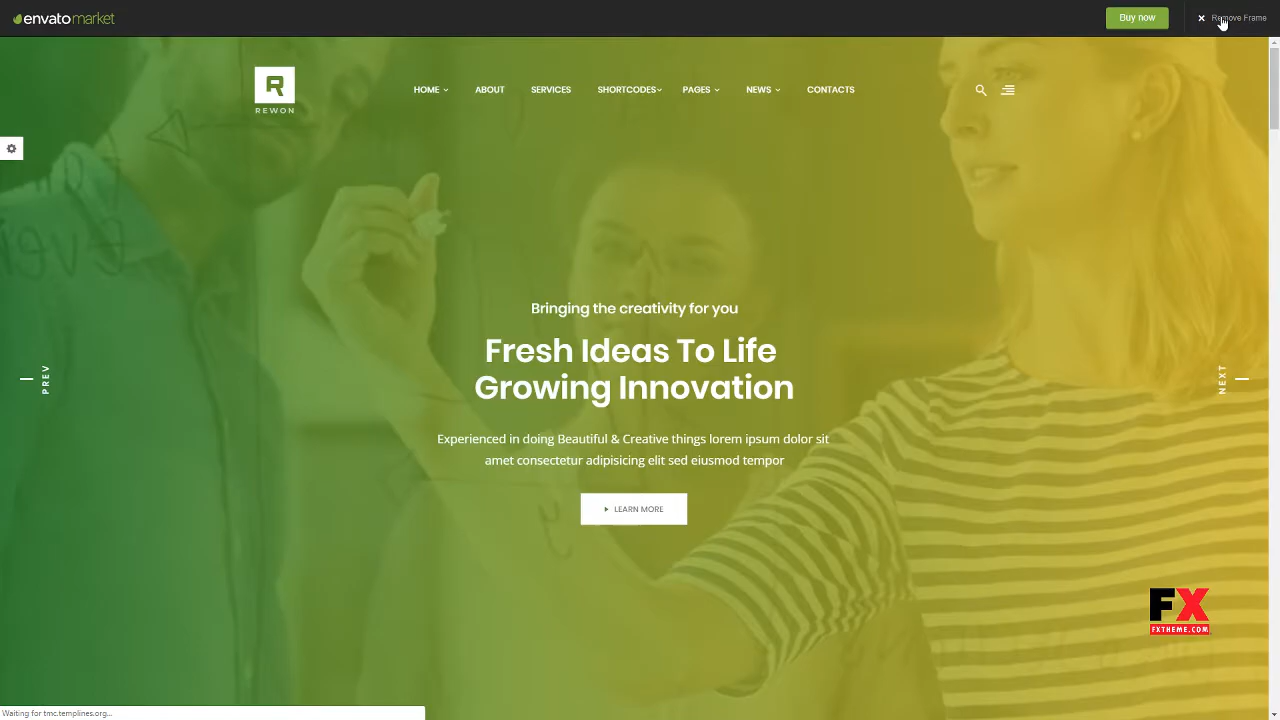 envatomarket
Buy now
Remove Frame
R
REWON
HOME
ABOUT
SERVICES
SHORTCODES
PAGES
NEWS
CONTACTS
Bringing the creativity for you
Fresh Ideas To Life
Growing Innovation
PREV
NEXT
Experienced in doing Beautiful & Creative things lorem ipsum dolor sit
amet consectetur adipisicing elit sed eiusmod tempor
LEARN MORE
FX
FXTHEME.COM
Waiting for tmc.templines.org...